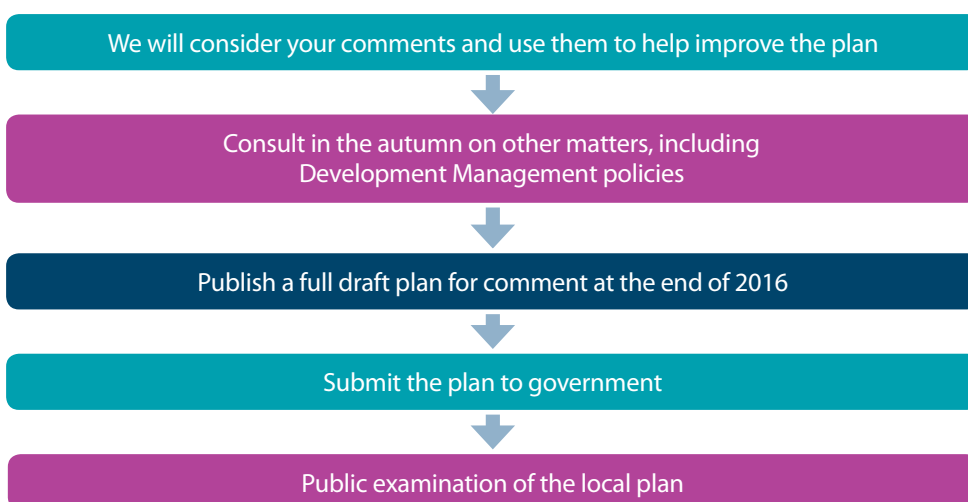 We will consider your comments and use them to help improve the plan
Consult in the autumn on other matters, including
Development Management policies
Publish a full draft plan for comment at the end of 2016
Submit the plan to government
Public examination of the local plan